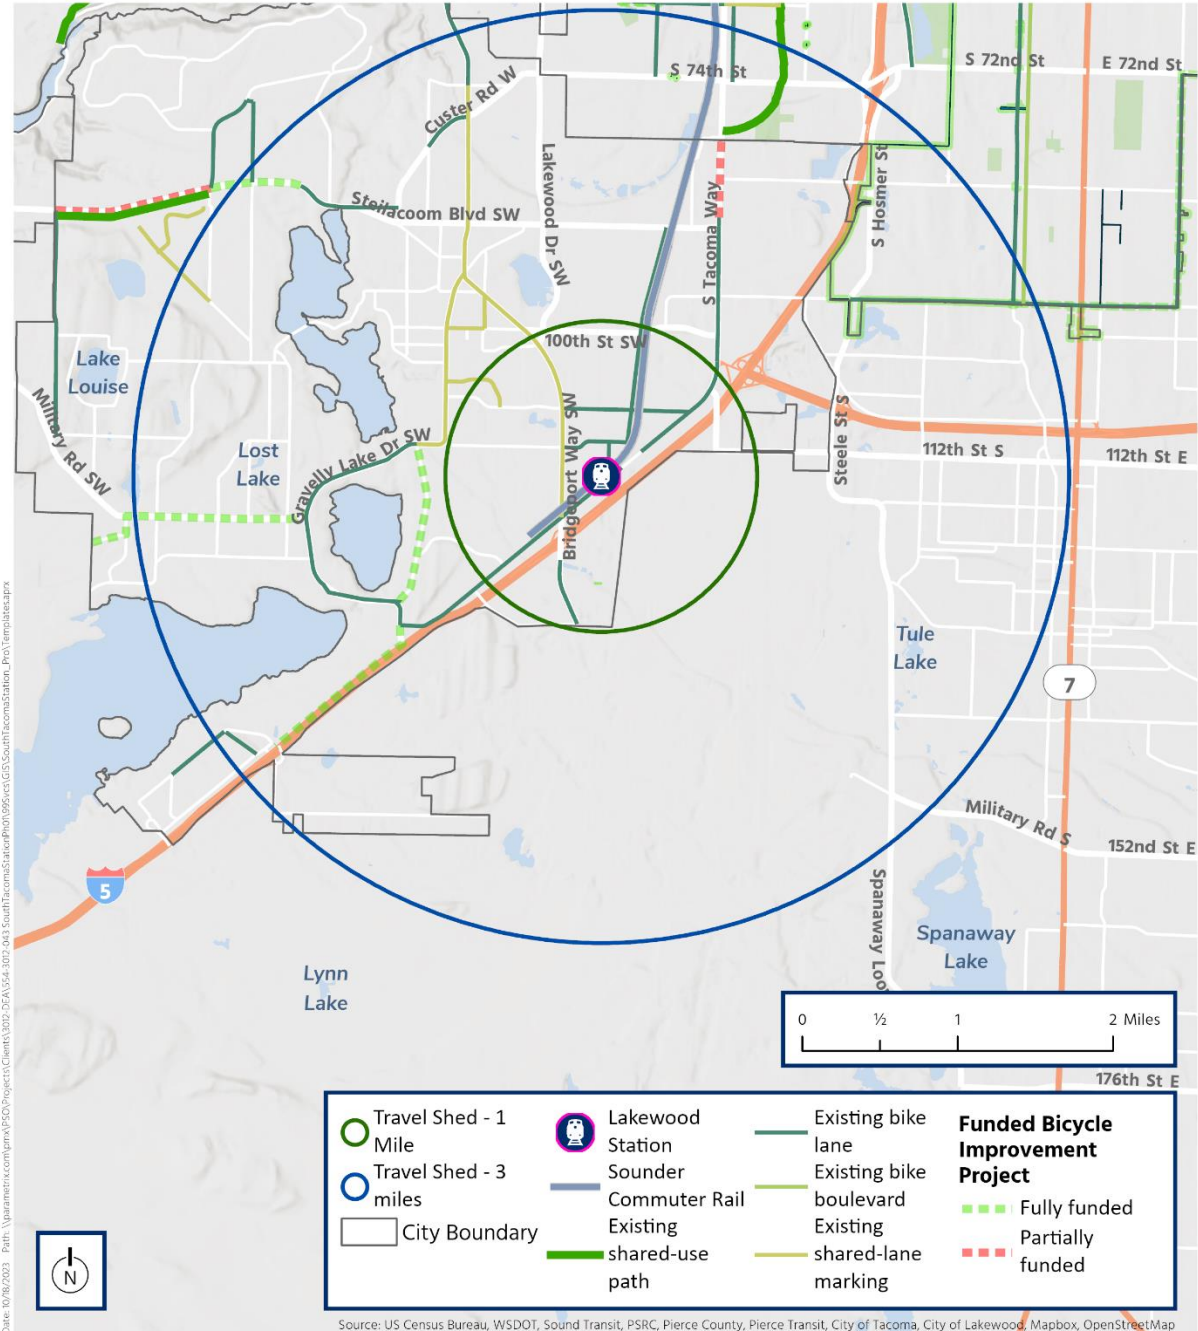 S 74th St
S 72nd St
E 72nd St
Custer Rd W
Lakewood Dr SW
S Hosmer St
Steilacoom Blvd SW
S Tacoma Way
100th St SW
Lake
Louise
Military Rd SW
Lost
Lake
Gravelly Lake Dr SW
Bridgeport Way SW
Steele St S
112th St S
112th St E
Tule
Lake
7
Military Rd S
152nd St E
5
Spanaway Loo
Spanaway
Lake
Lynn
Lake
0 ½ 1 2 Miles
176th St E
Travel Shed - 1
Mile
Travel Shed - 3
miles
City Boundary
Lakewood
Station
Sounder
Commuter Rail
Existing
shared-use
path
Existing bike
lane
Existing bike
boulevard
Existing
shared-lane
marking
Funded Bicycle
Improvement
Project
Fully funded
Partially
funded
N
Source: US Census Bureau, WSDOT, Sound Transit, PSRC, Pierce County, Pierce Transit, City of Tacoma, City of Lakewood, Mapbox, OpenStreetMap